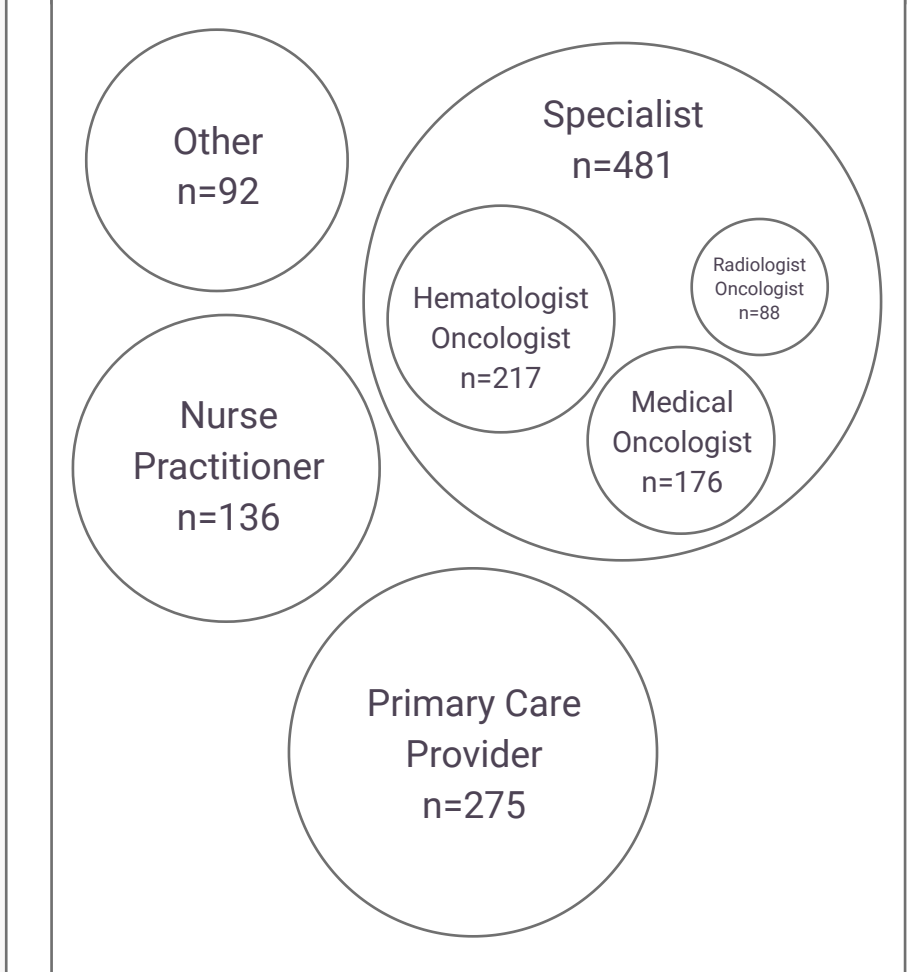 Other
n=92
Specialist
n=481
Hematologist
Oncologist
n=217
Radiologist
Oncologist
n=88
Medical
Oncologist
n=176
Nurse
Practitioner
n=136
Primary Care
Provider
n=275